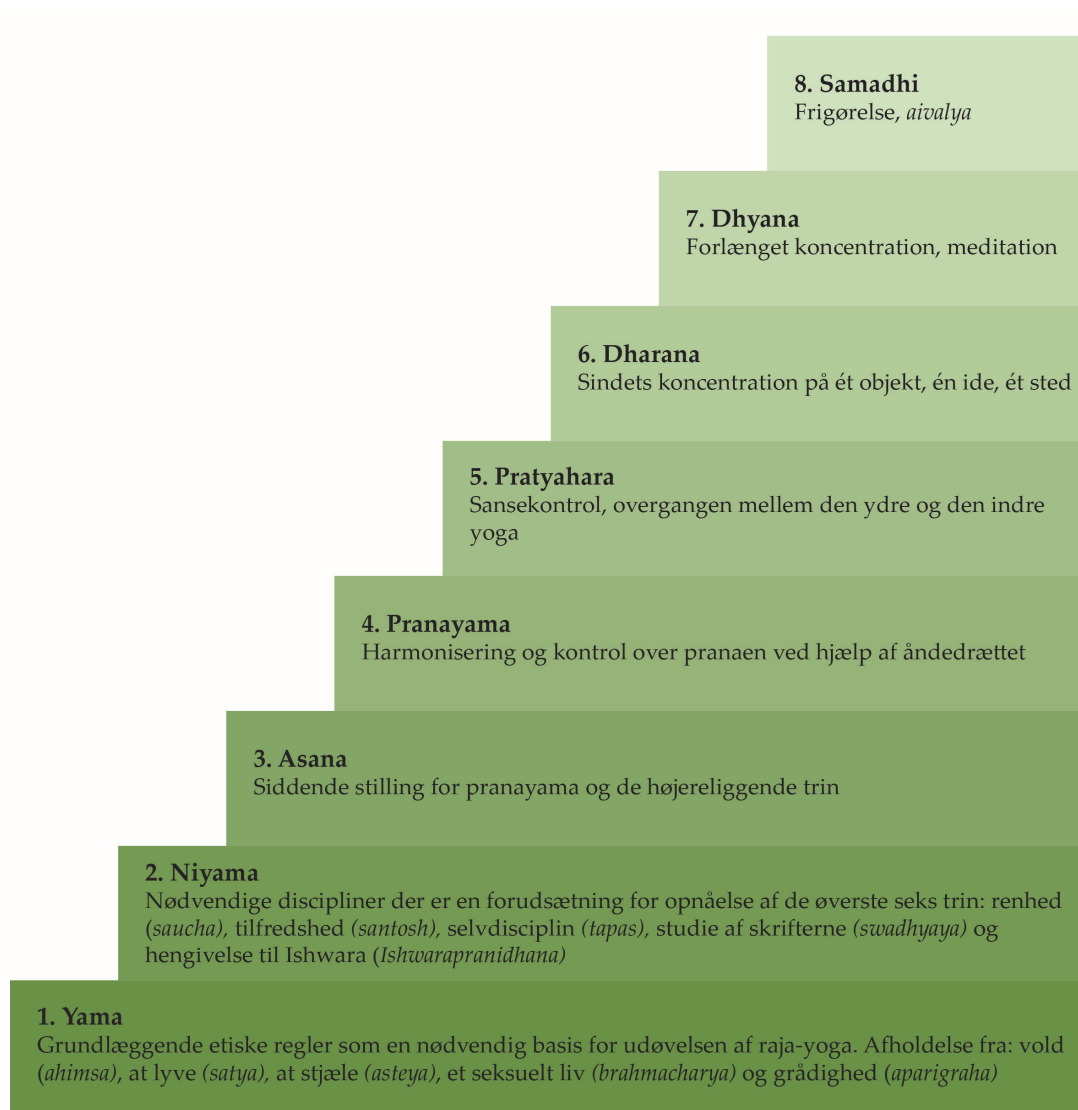 8. Samadhi
Frigørelse, aivalya
7. Dhyana
Forlænget koncentration, meditation
6. Dharana
Sindets koncentration på ét objekt, én ide, ét sted
5. Pratyahara
Sansekontrol, overgangen mellem den ydre og den indre
yoga
4. Pranayama
Harmonisering og kontrol over pranaen ved hjælp af åndedrættet
3. Asana
Siddende stilling for pranayama og de højereliggende trin
2. Niyama
Nødvendige discipliner der er en forudsætning for opnåelse af de øverste seks trin: renhed
(saucha), tilfredshed (santosh), selvdisciplin (tapas), studie af skrifterne (swadhyaya) og
hengivelse til Ishwara (Ishwarapranidhana)
1. Yama
Grundlæggende etiske regler som en nødvendig basis for udøvelsen af raja-yoga. Afholdelse fra: vold
(ahimsa), at lyve (satya), at stjæle (asteya), et seksuelt liv (brahmacharya) og grådighed (aparigraha)